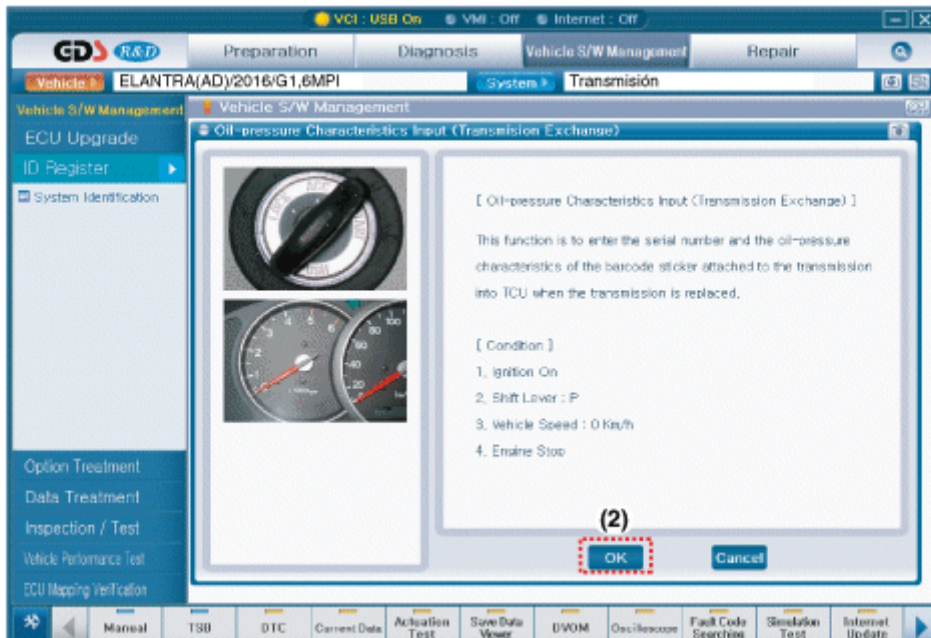 VCI : USB On VMI : Off Internet : Off
GDS R&D Preparation Diagnosis Vehicle S/W Management Repair
Vehicle ELANTRA(AD)/2016/G1,6MPI System Transmisión
Vehicle S/W Management
Vehicle S/W Management
ECU Upgrade
Oil-pressure Characteristics Input (Transmision Exchange)
ID Register
System Identification
[ Oil-pressure Characteristics Input (Transmission Exchange) ]
This function is to enter the serial number and the oil-pressure
characteristics of the barcode sticker attached to the transmission
into TCU when the transmission is replaced.
[ Condition ]
1. Ignition On
2. Shift Lever : P
3. Vehicle Speed : 0 Km/h
4. Engine Stop
Option Treatment
Data Treatment
Inspection / Test
Vehicle Performance Test
ECU Mapping Verification
(2)
OK Cancel
Manual TSB DTC Current Data Actuation Test Save Data Viewer DVOM Oscilloscope Fault Code Searching Simulation Test Internet Update